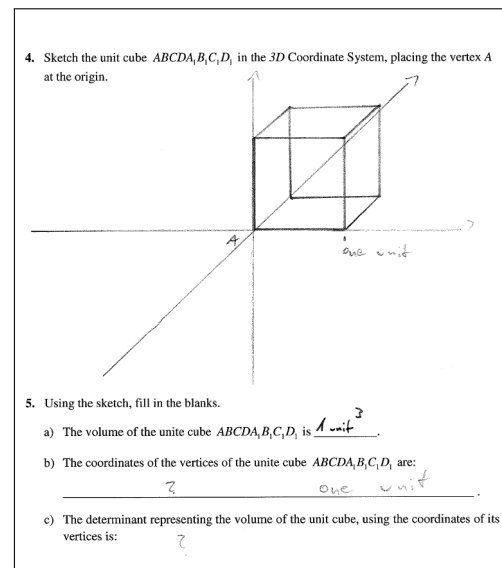 4. Sketch the unit cube ABCDA₁B₁C₁D₁ in the 3D Coordinate System, placing the vertex A
at the origin.
A
one unit
5. Using the sketch, fill in the blanks.
a) The volume of the unite cube ABCDA₁B₁C₁D₁ is 1 unit³.
b) The coordinates of the vertices of the unite cube ABCDA₁B₁C₁D₁ are:
? one unit.
c) The determinant representing the volume of the unit cube, using the coordinates of its
vertices is: ?